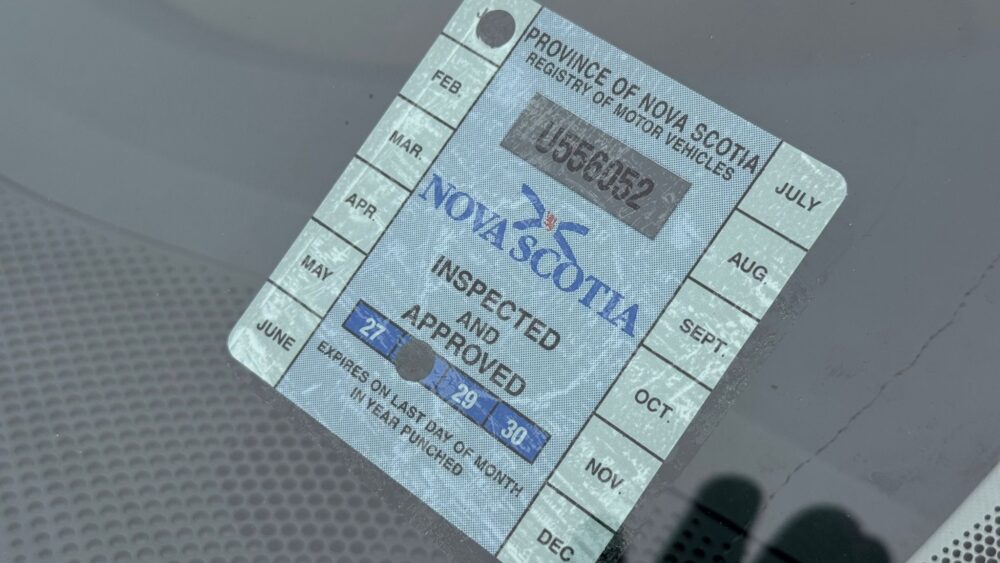 PROVINCE OF NOVA SCOTIA
REGISTRY OF MOTOR VEHICLES
U556052
NOVA SCOTIA
INSPECTED
AND
APPROVED
27 29 30
EXPIRES ON LAST DAY OF MONTH
IN YEAR PUNCHED
FEB.
MAR.
APR.
MAY
JUNE
JULY
AUG.
SEPT.
OCT.
NOV.
DEC